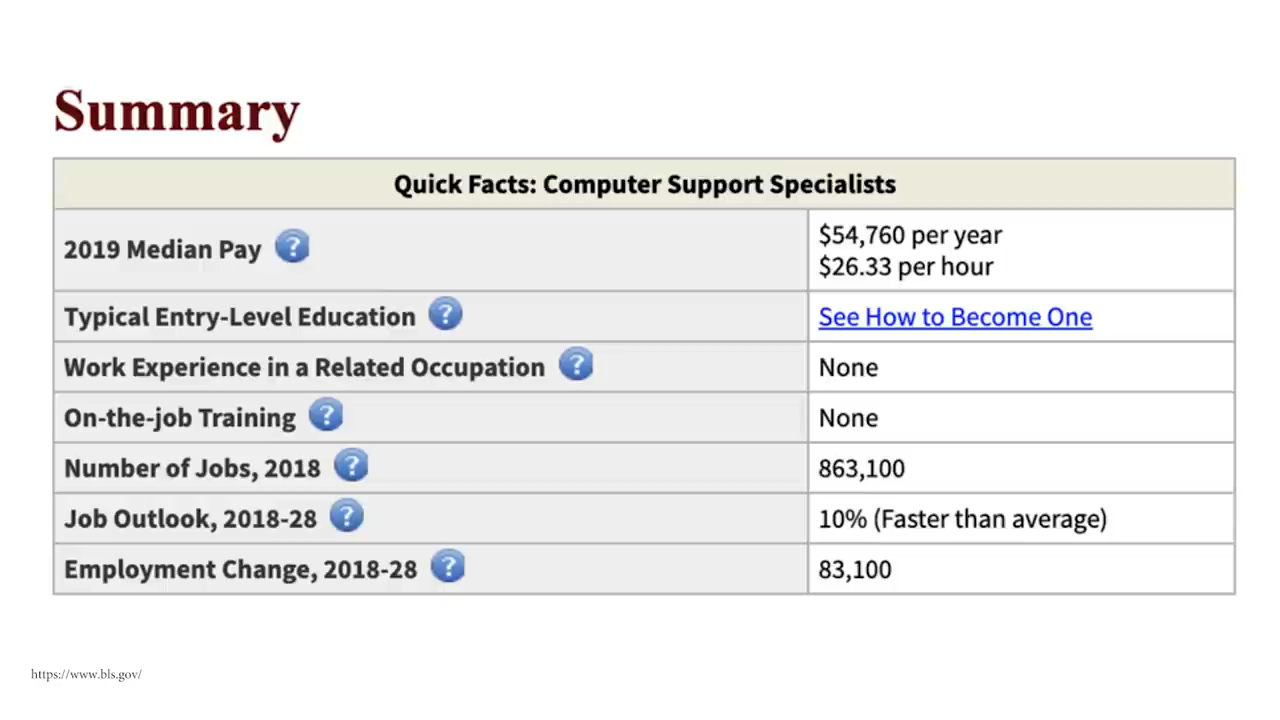 Summary
Quick Facts: Computer Support Specialists
2019 Median Pay ? $54,760 per year
$26.33 per hour
Typical Entry-Level Education ? See How to Become One
Work Experience in a Related Occupation ? None
On-the-job Training ? None
Number of Jobs, 2018 ? 863,100
Job Outlook, 2018-28 ? 10% (Faster than average)
Employment Change, 2018-28 ? 83,100
https://www.bls.gov/